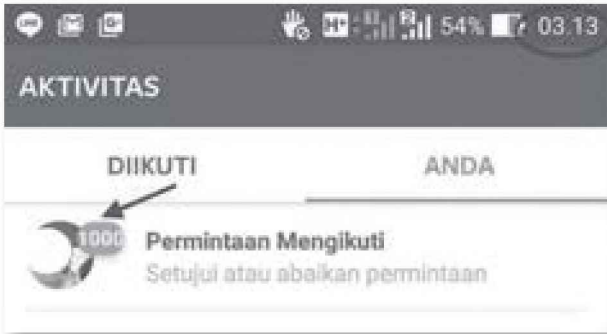 54% 03.13
AKTIVITAS
DIIKUTI ANDA
1000
Permintaan Mengikuti
Setujui atau abaikan permintaan